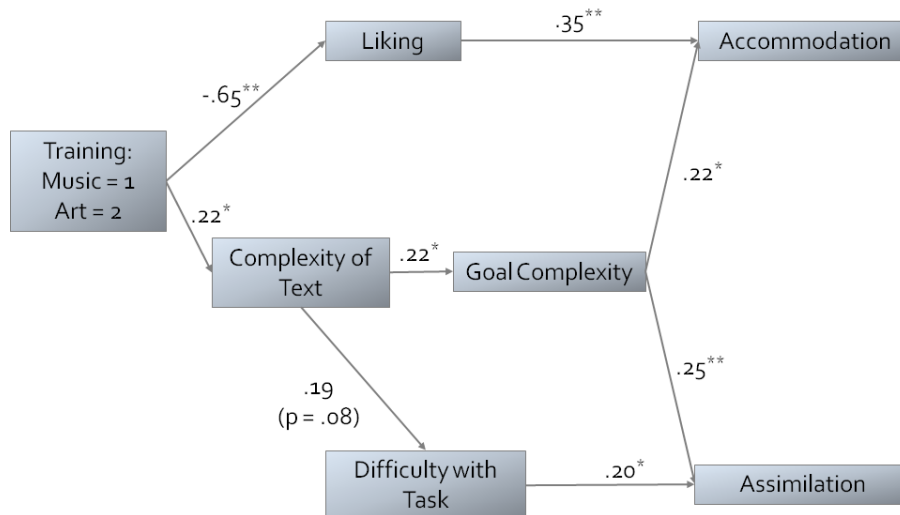 Liking
.35**
Accommodation
-.65**
Training:
Music = 1
Art = 2
.22*
.22*
Complexity of
Text
.22*
Goal Complexity
.25**
.19
(p = .08)
Difficulty with
Task
.20*
Assimilation